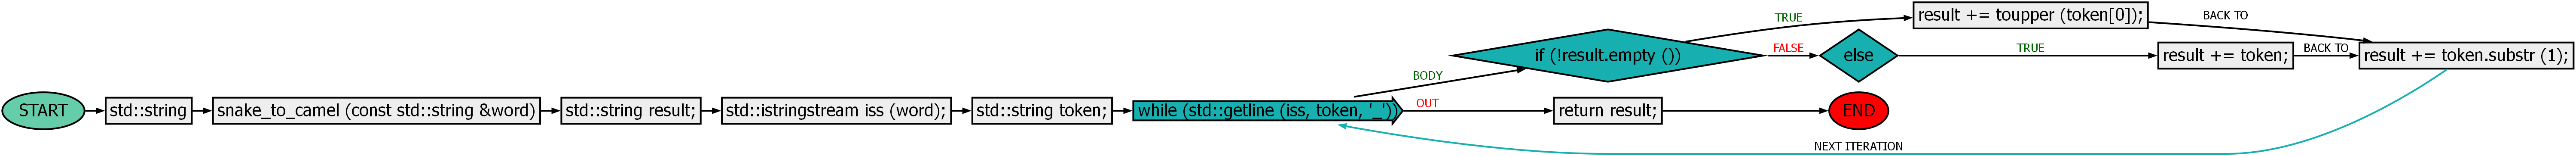 START
std::string
snake_to_camel (const std::string &word)
std::string result;
std::istringstream iss (word);
std::string token;
while (std::getline (iss, token, '_'))
BODY
OUT
if (!result.empty ())
TRUE
FALSE
result += toupper (token[0]);
BACK TO
else
TRUE
result += token;
BACK TO
result += token.substr (1);
NEXT ITERATION
return result;
END